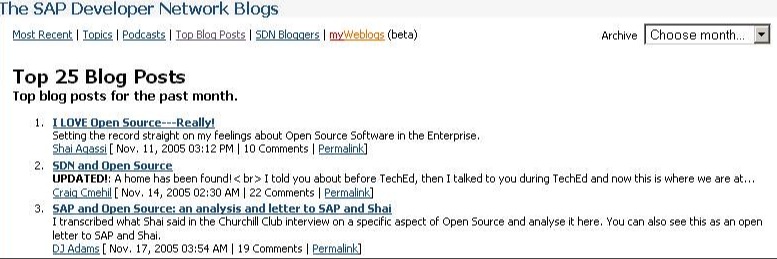 The SAP Developer Network Blogs
Most Recent | Topics | Podcasts | Top Blog Posts | SDN Bloggers | myWeblogs (beta) Archive Choose month...
Top 25 Blog Posts
Top blog posts for the past month.
1. I LOVE Open Source---Really!
Setting the record straight on my feelings about Open Source Software in the Enterprise.
Shai Agassi [ Nov. 11, 2005 03:12 PM | 10 Comments | Permalink]
2. SDN and Open Source
UPDATED!: A home has been found!< br> I told you about before TechEd, then I talked to you during TechEd and now this is where we are at...
Craig Cmehil [ Nov. 14, 2005 02:30 AM | 22 Comments | Permalink]
3. SAP and Open Source: an analysis and letter to SAP and Shai
I transcribed what Shai said in the Churchill Club interview on a specific aspect of Open Source and analyse it here. You can also see this as an open
letter to SAP and Shai.
DJ Adams [ Nov. 17, 2005 03:54 AM | 19 Comments | Permalink]